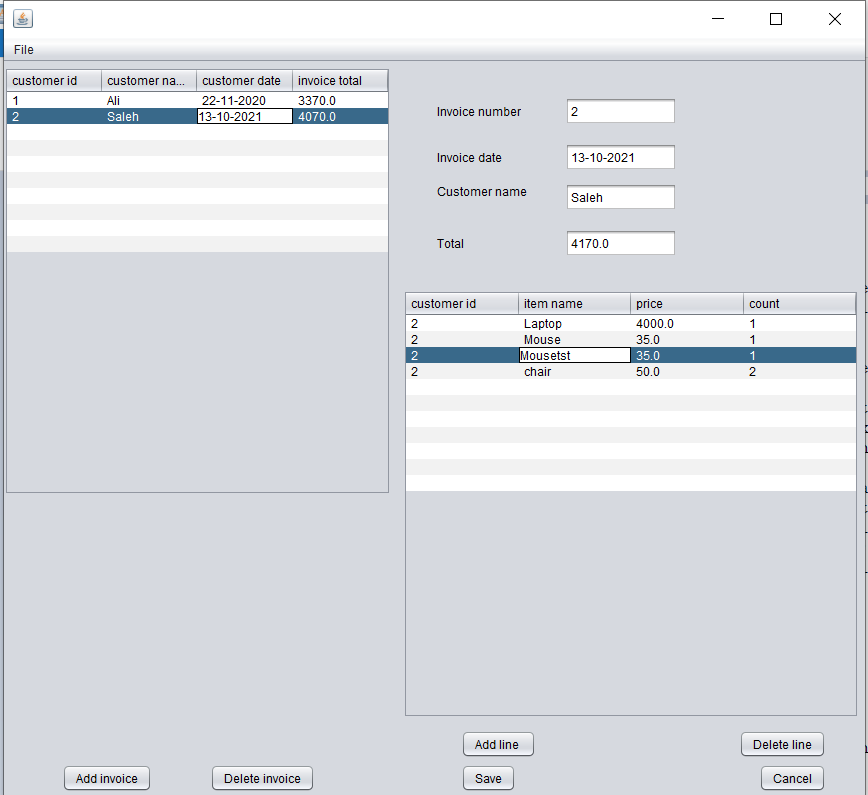 File
customer id customer na... customer date invoice total
1 Ali 22-11-2020 3370.0
2 Saleh 13-10-2021 4070.0
Invoice number 2
Invoice date 13-10-2021
Customer name Saleh
Total 4170.0
customer id item name price count
2 Laptop 4000.0 1
2 Mouse 35.0 1
2 Mousetst 35.0 1
2 chair 50.0 2
Add line Delete line
Add invoice Delete invoice Save Cancel